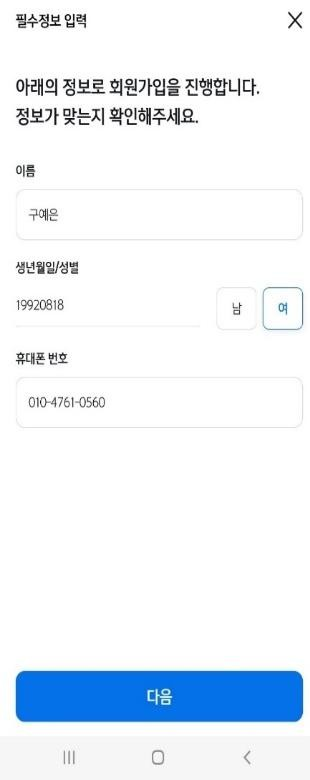 필수정보 입력
아래의 정보로 회원가입을 진행합니다.
정보가 맞는지 확인해주세요.
이름
구예은
생년월일/성별
19920818 남 여
휴대폰 번호
010-4761-0560
다음